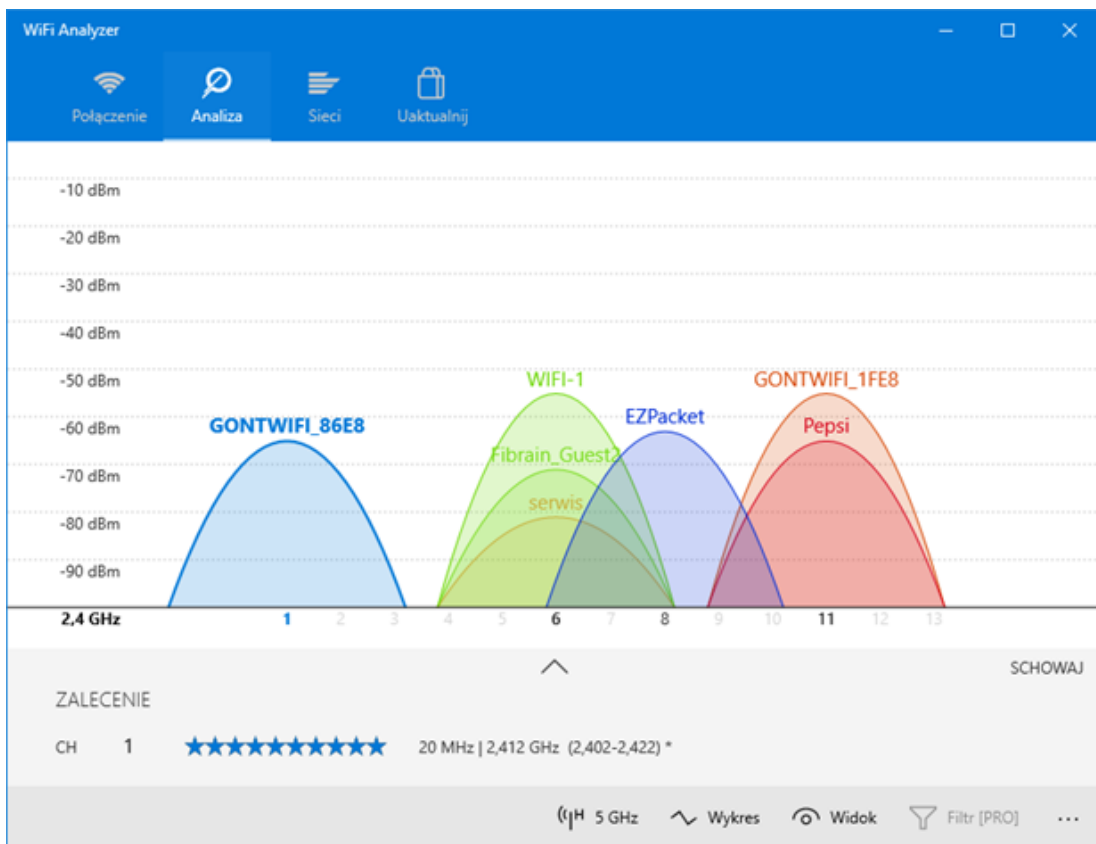 WiFi Analyzer
Połączenie Analiza Sieci Uaktualnij
-10 dBm
-20 dBm
-30 dBm
-40 dBm
-50 dBm
WIFI-1 GONTWIFI_1FE8
EZPacket
GONTWIFI_86E8 Pepsi
-60 dBm
Fibrain_Guest2
-70 dBm
serwis
-80 dBm
-90 dBm
2,4 GHz 1 2 3 4 5 6 7 8 9 10 11 12 13
SCHOWAJ
ZALECENIE
CH 1 20 MHz | 2,412 GHz (2,402-2,422) *
5 GHz Wykres Widok Filtr [PRO] ...